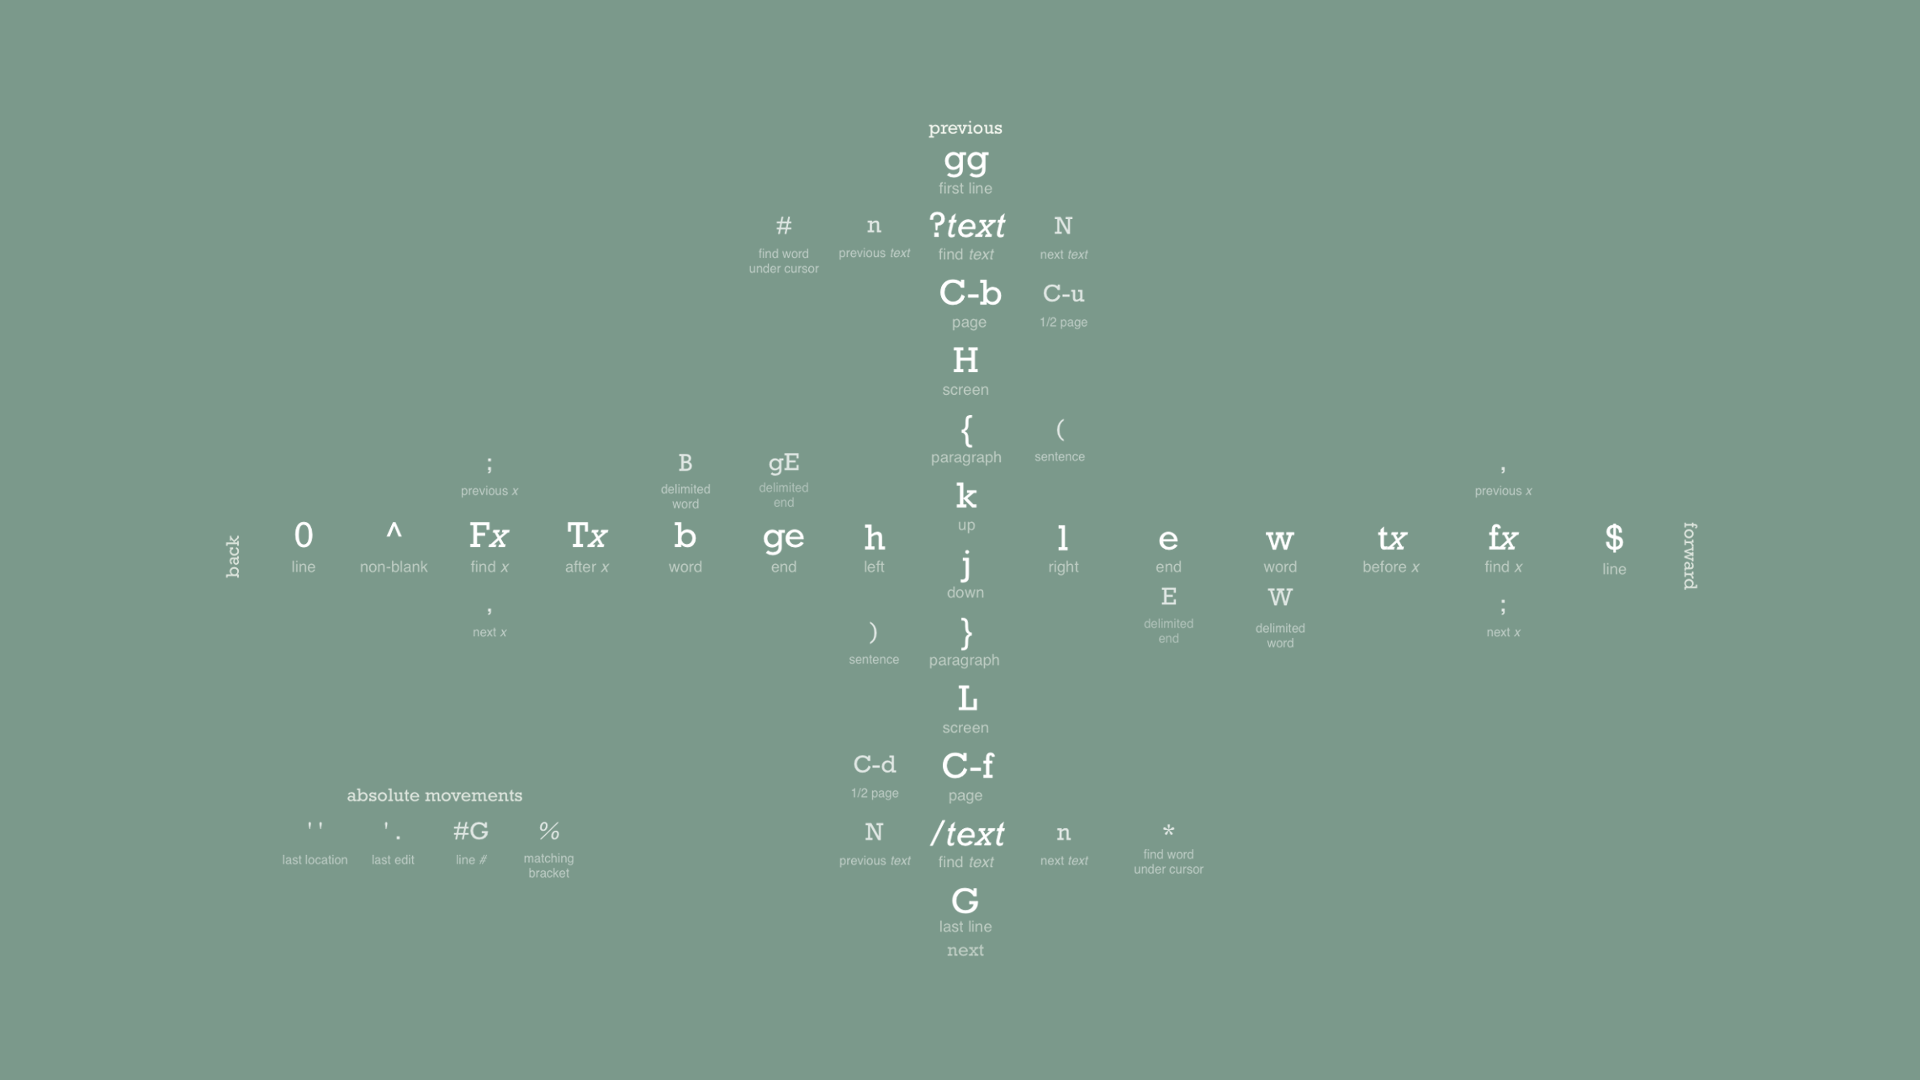 previous
gg
first line
# n ?text N
find word previous text find text next text
under cursor
C-b C-u
page 1/2 page
H
screen
{ (
paragraph sentence
; B gE ,
previous x delimited delimited previous x
word end
k
up
back 0 ^ Fx Tx b ge h l e w tx fx $ forward
line non-blank find x after x word end left right end word before x find x line
j
down
, E W ;
next x delimited delimited next x
end word
) }
sentence paragraph
L
screen
C-d C-f
1/2 page page
absolute movements
' ' ' . #G %
last location last edit line # matching
bracket
N /text n *
previous text find text next text find word
under cursor
G
last line
next